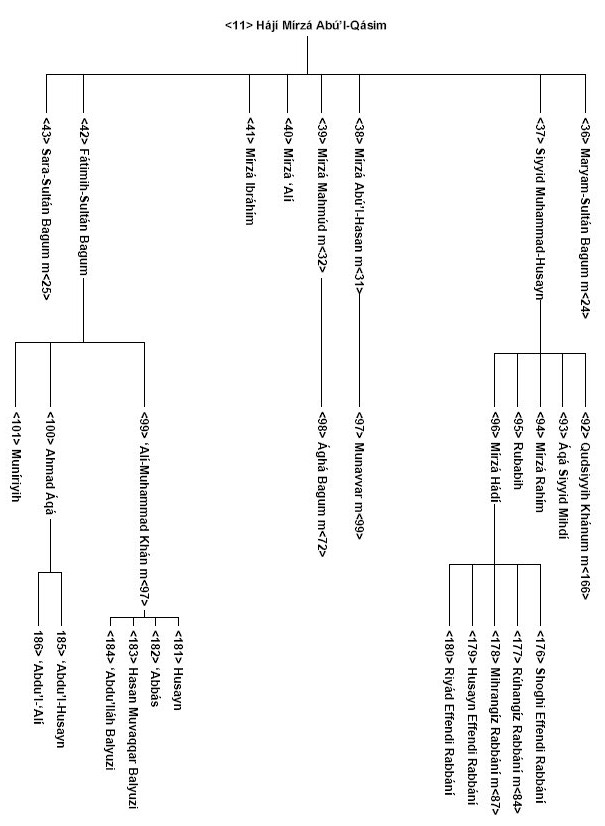 <11> Hájí Mírzá Abú’l-Qásim
<36> Maryam-Sultán Bagum m<24>
<37> Siyyid Muhammad-Husayn
<38> Mírzá Abú’l-Hasan m<31>
<39> Mírzá Mahmúd m<32>
<40> Mírzá ‘Alí
<41> Mírzá Ibráhím
<42> Fátimih-Sultán Bagum
<43> Sara-Sultán Bagum m<25>
<92> Qudsiyyih Khánum m<166>
<93> Áqá Siyyid Mihdí
<94> Mírzá Rahím
<95> Rubabih
<96> Mírzá Hádí
<97> Munavvar m<99>
<98> Ághá Bagum m<72>
<99> ‘Alí-Muhammad Khán m<97>
<100> Ahmad Áqá
<101> Muníríyih
<176> Shoghi Effendi Rabbání
<177> Rúhangíz Rabbání m<84>
<178> Mihrangíz Rabbání m<87>
<179> Husayn Effendi Rabbání
<180> Riyád Effendi Rabbání
<181> Husayn
<182> ‘Abbás
<183> Hasan Muvaqqar Balyuzi
<184> ‘Abdu'lláh Balyuzi
185> ‘Abdu’l-Husayn
186> ‘Abdu’l-‘Alí